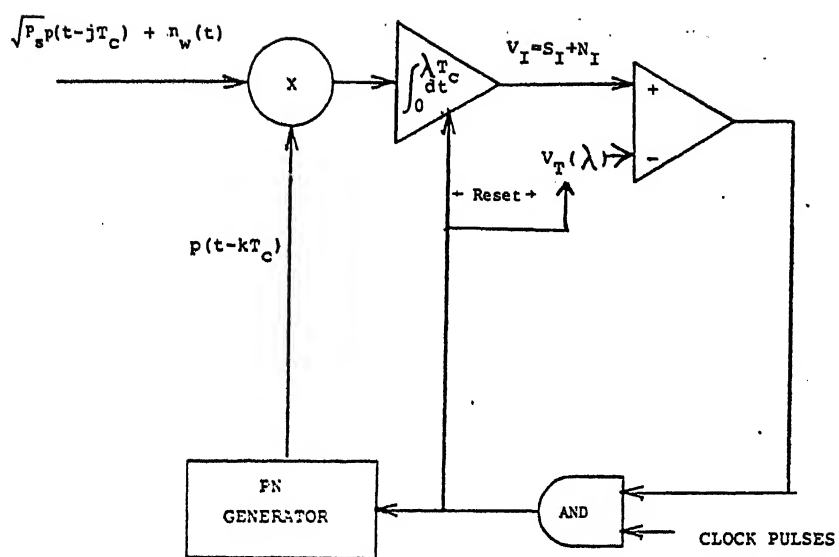 √P_s p(t-jT_c) + n_w(t)
X
∫_0^{λT_c} dt
V_I=S_I+N_I
+
V_T(λ)
-
← Reset →
p(t-kT_c)
PN
GENERATOR
AND
CLOCK PULSES